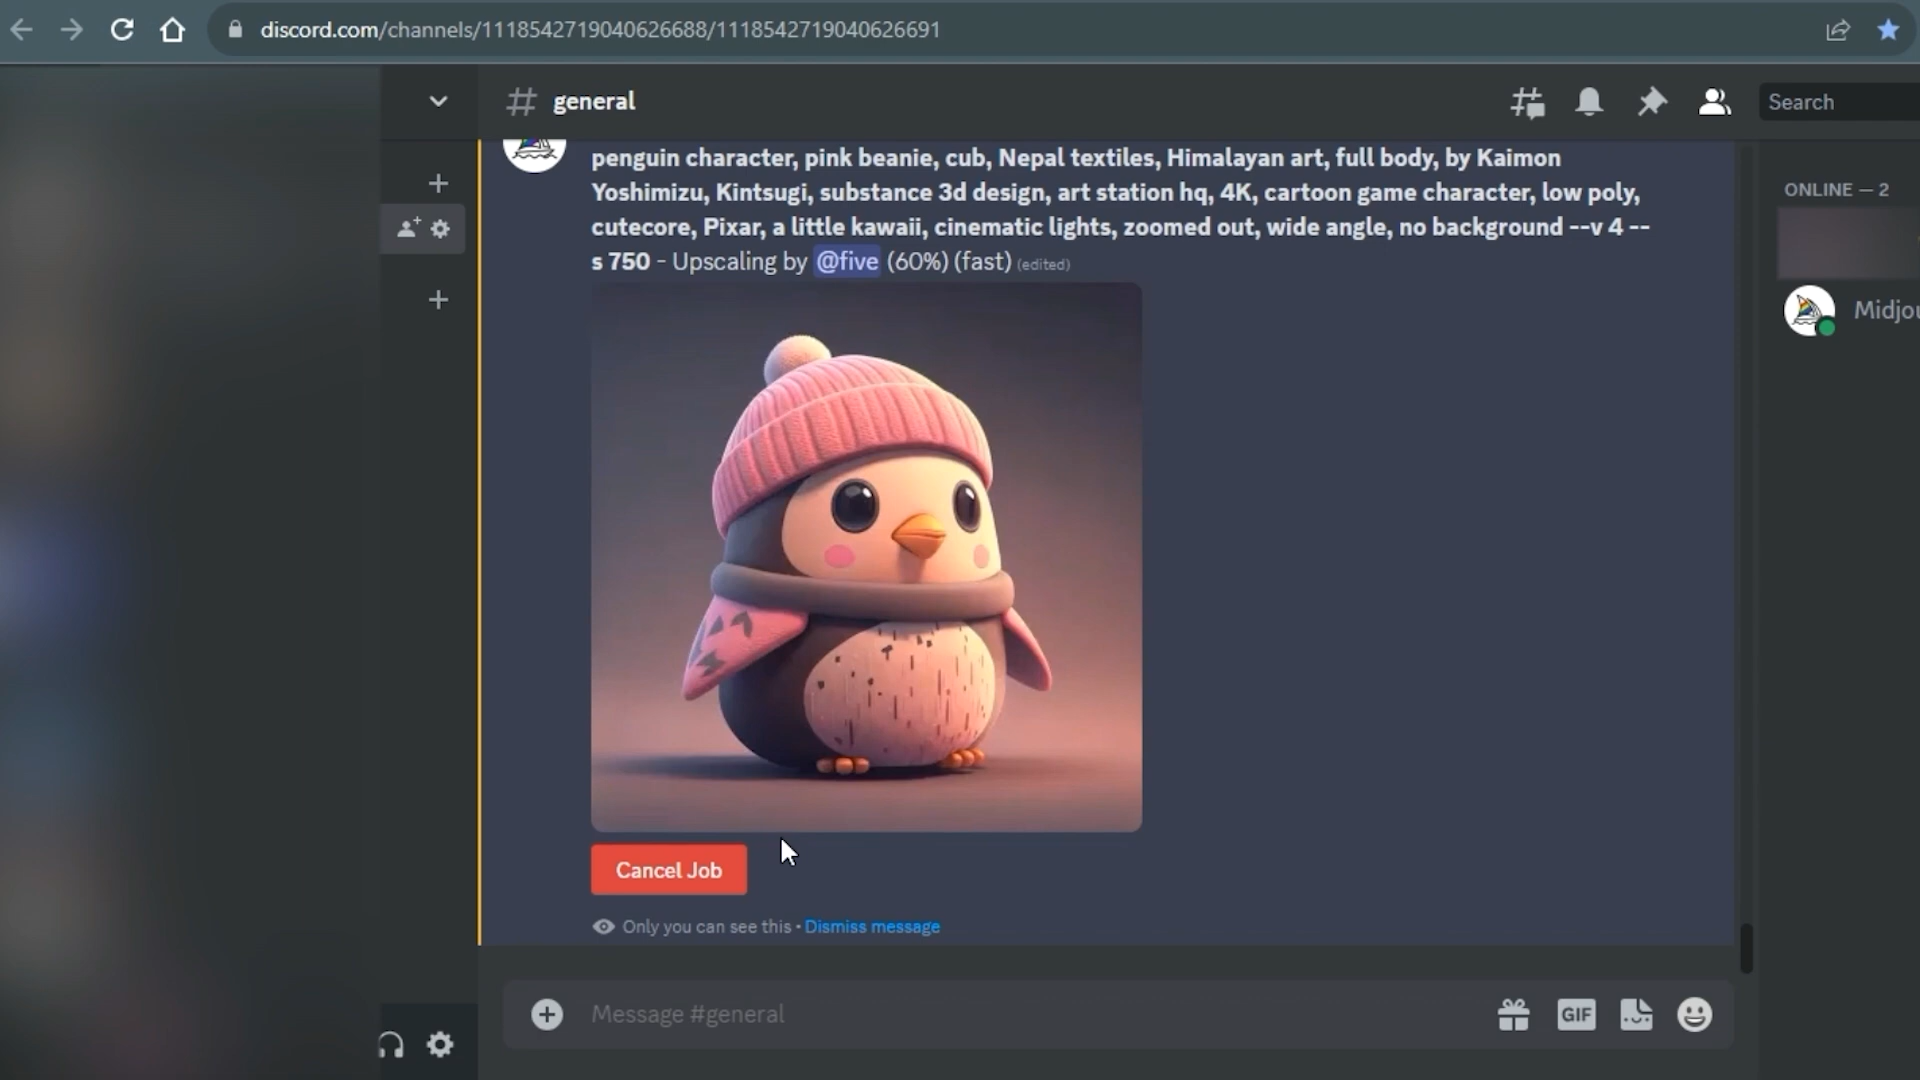 discord.com/channels/1118542719040626688/1118542719040626691
general
Search
penguin character, pink beanie, cub, Nepal textiles, Himalayan art, full body, by Kaimon
Yoshimizu, Kintsugi, substance 3d design, art station hq, 4K, cartoon game character, low poly,
cutecore, Pixar, a little kawaii, cinematic lights, zoomed out, wide angle, no background --v 4 --
s 750 - Upscaling by @five (60%) (fast) (edited)
ONLINE — 2
Midjou
Cancel Job
Only you can see this • Dismiss message
Message #general
GIF